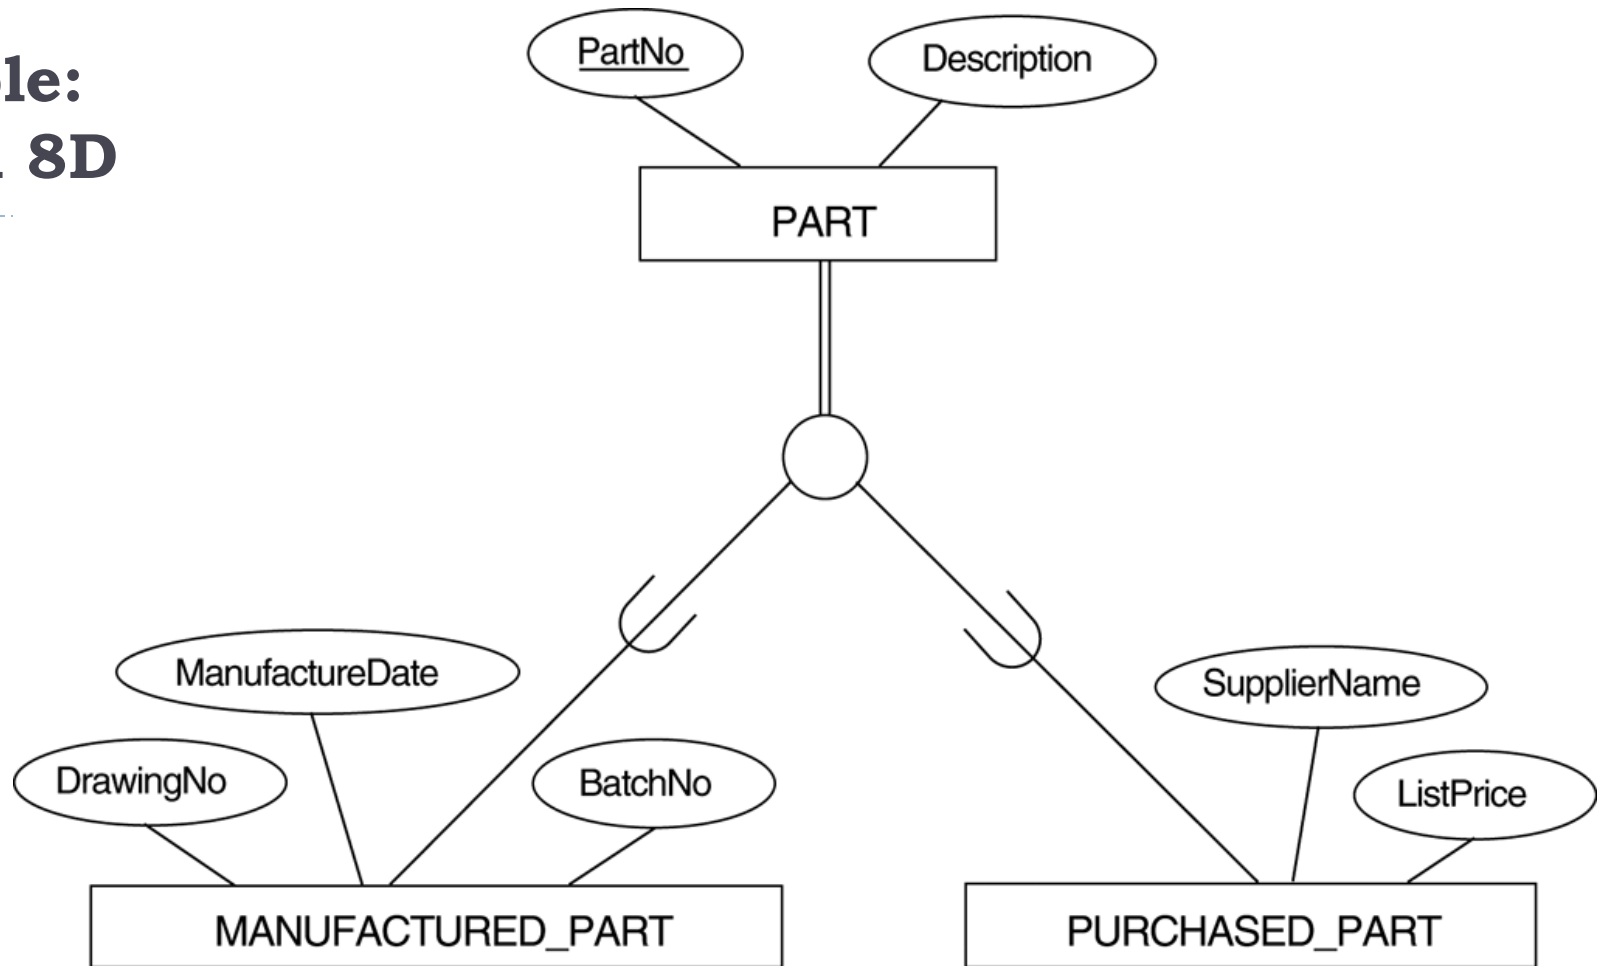 le:
8D
PartNo
Description
PART
ManufactureDate
SupplierName
DrawingNo
BatchNo
ListPrice
MANUFACTURED_PART
PURCHASED_PART